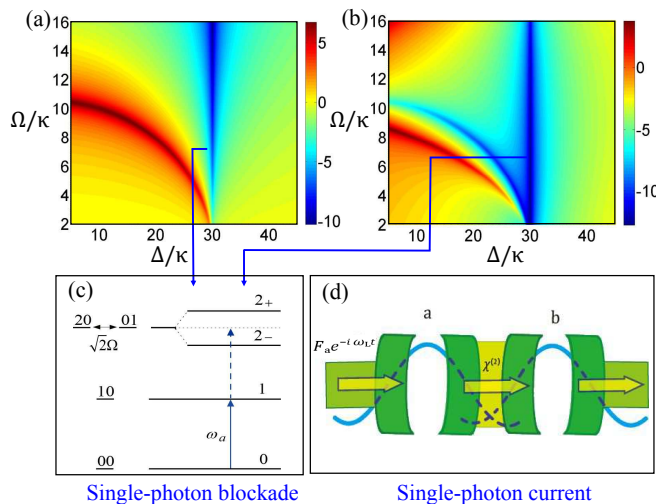 (a)
16
14
12
10
8
6
4
2
Ω/κ
10 20 30 40
Δ/κ
5
0
-5
-10
(b)
16
14
12
10
8
6
4
2
Ω/κ
10 20 30 40
Δ/κ
0
-5
-10
(c)
20 01
√2Ω
2+
2−
10 1
ω_a
00 0
Single-photon blockade
(d)
a b
F_a e^{-i ω_L t}
χ^{(2)}
Single-photon current